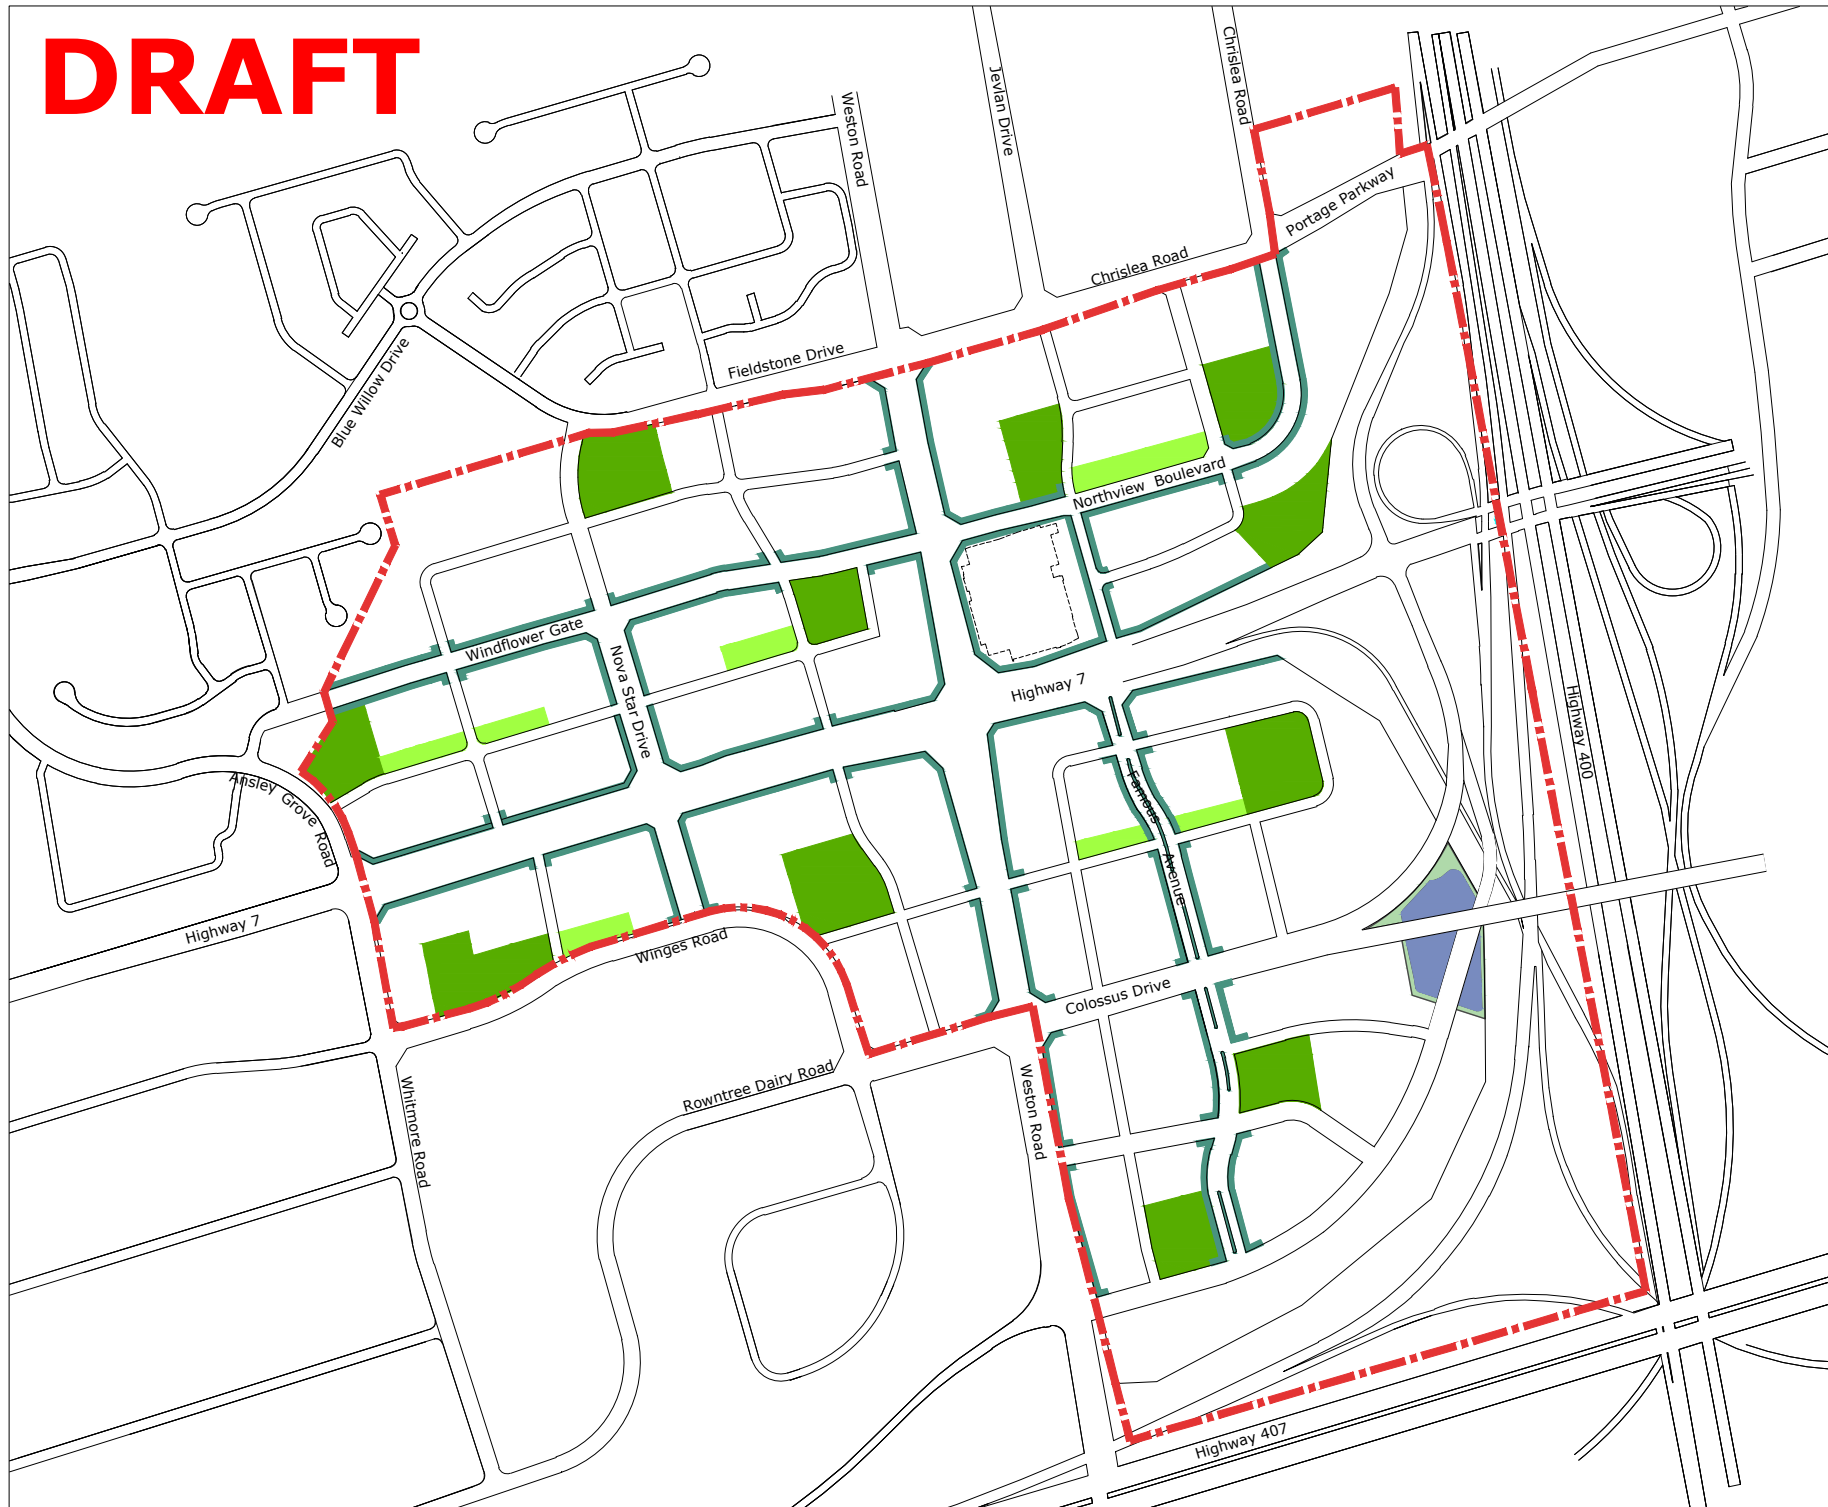 DRAFT
Chrislea Road
Jevlan Drive
Weston Road
Portage Parkway
Chrislea Road
Fieldstone Drive
Blue Willow Drive
Northview Boulevard
Windflower Gate
Nova Star Drive
Highway 7
Highway 400
Ansley Grove Road
Famous Avenue
Highway 7
Winges Road
Colossus Drive
Rowntree Dairy Road
Weston Road
Whitmore Road
Highway 407